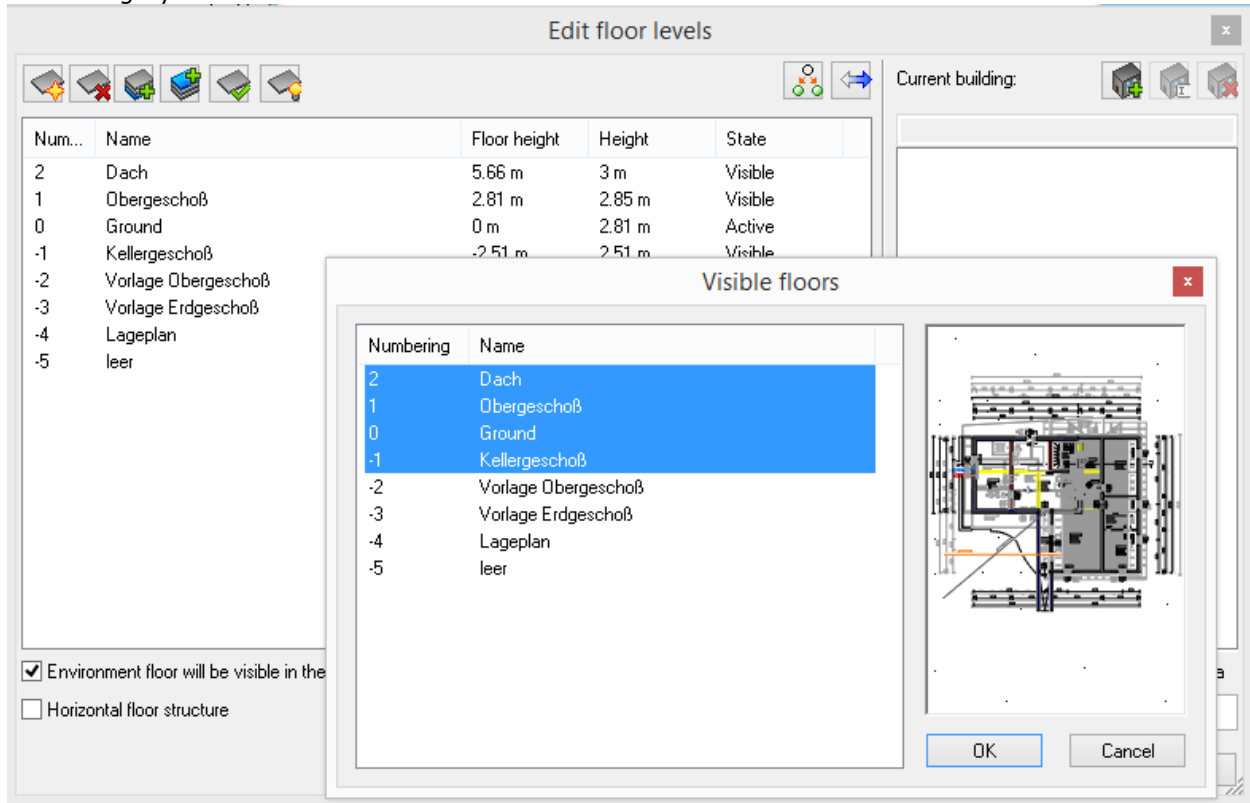 Edit floor levels
Current building:
Num... Name Floor height Height State
2 Dach 5.66 m 3 m Visible
1 Obergeschoß 2.81 m 2.85 m Visible
0 Ground 0 m 2.81 m Active
-1 Kellergeschoß -2.51 m 2.51 m Visible
-2 Vorlage Obergeschoß
-3 Vorlage Erdgeschoß
-4 Lageplan
-5 leer
Visible floors
Numbering Name
2 Dach
1 Obergeschoß
0 Ground
-1 Kellergeschoß
-2 Vorlage Obergeschoß
-3 Vorlage Erdgeschoß
-4 Lageplan
-5 leer
Environment floor will be visible in the
Horizontal floor structure
OK Cancel